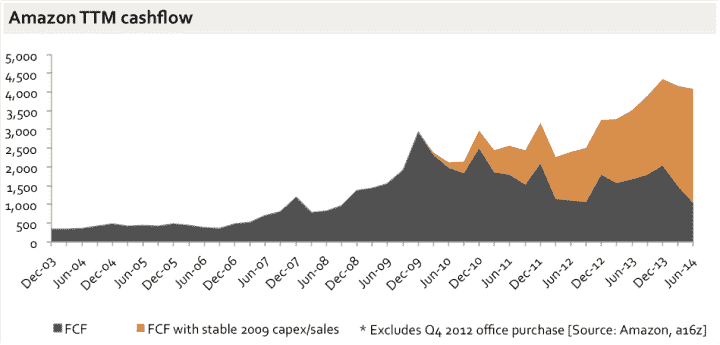 Amazon TTM cashflow
5,000
4,500
4,000
3,500
3,000
2,500
2,000
1,500
1,000
500
0
Dec-03
Jun-04
Dec-04
Jun-05
Dec-05
Jun-06
Dec-06
Jun-07
Dec-07
Jun-08
Dec-08
Jun-09
Dec-09
Jun-10
Dec-10
Jun-11
Dec-11
Jun-12
Dec-12
Jun-13
Dec-13
Jun-14
FCF
FCF with stable 2009 capex/sales
* Excludes Q4 2012 office purchase [Source: Amazon, a16z]